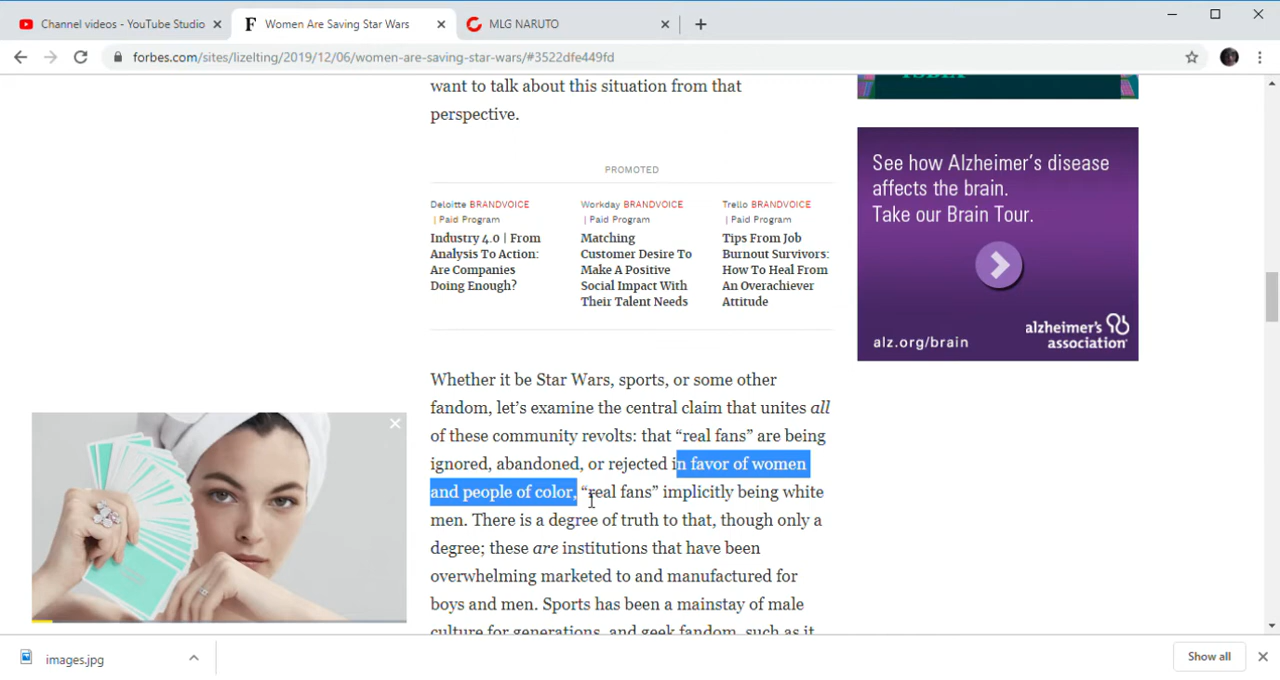 Channel videos - YouTube Studio
Women Are Saving Star Wars
MLG NARUTO
forbes.com/sites/lizelting/2019/12/06/women-are-saving-star-wars/#3522dfe449fd
want to talk about this situation from that
perspective.
PROMOTED
Deloitte BRANDVOICE
| Paid Program
Industry 4.0 | From
Analysis To Action:
Are Companies
Doing Enough?
Workday BRANDVOICE
| Paid Program
Matching
Customer Desire To
Make A Positive
Social Impact With
Their Talent Needs
Trello BRANDVOICE
| Paid Program
Tips From Job
Burnout Survivors:
How To Heal From
An Overachiever
Attitude
See how Alzheimer's disease
affects the brain.
Take our Brain Tour.
alz.org/brain
alzheimer's
association
Whether it be Star Wars, sports, or some other
fandom, let's examine the central claim that unites all
of these community revolts: that “real fans” are being
ignored, abandoned, or rejected in favor of women
and people of color, “real fans” implicitly being white
men. There is a degree of truth to that, though only a
degree; these are institutions that have been
overwhelming marketed to and manufactured for
boys and men. Sports has been a mainstay of male
culture for generations, and geek fandom, such as it
images.jpg
Show all